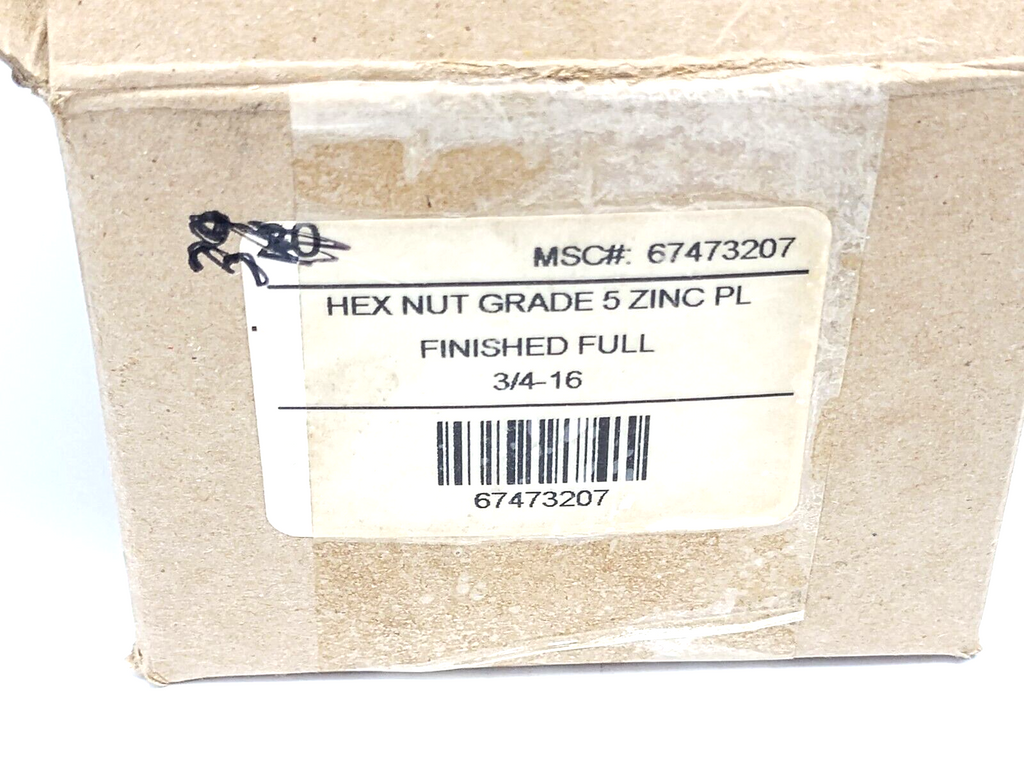 MSC#: 67473207
HEX NUT GRADE 5 ZINC PL
FINISHED FULL
3/4-16
67473207